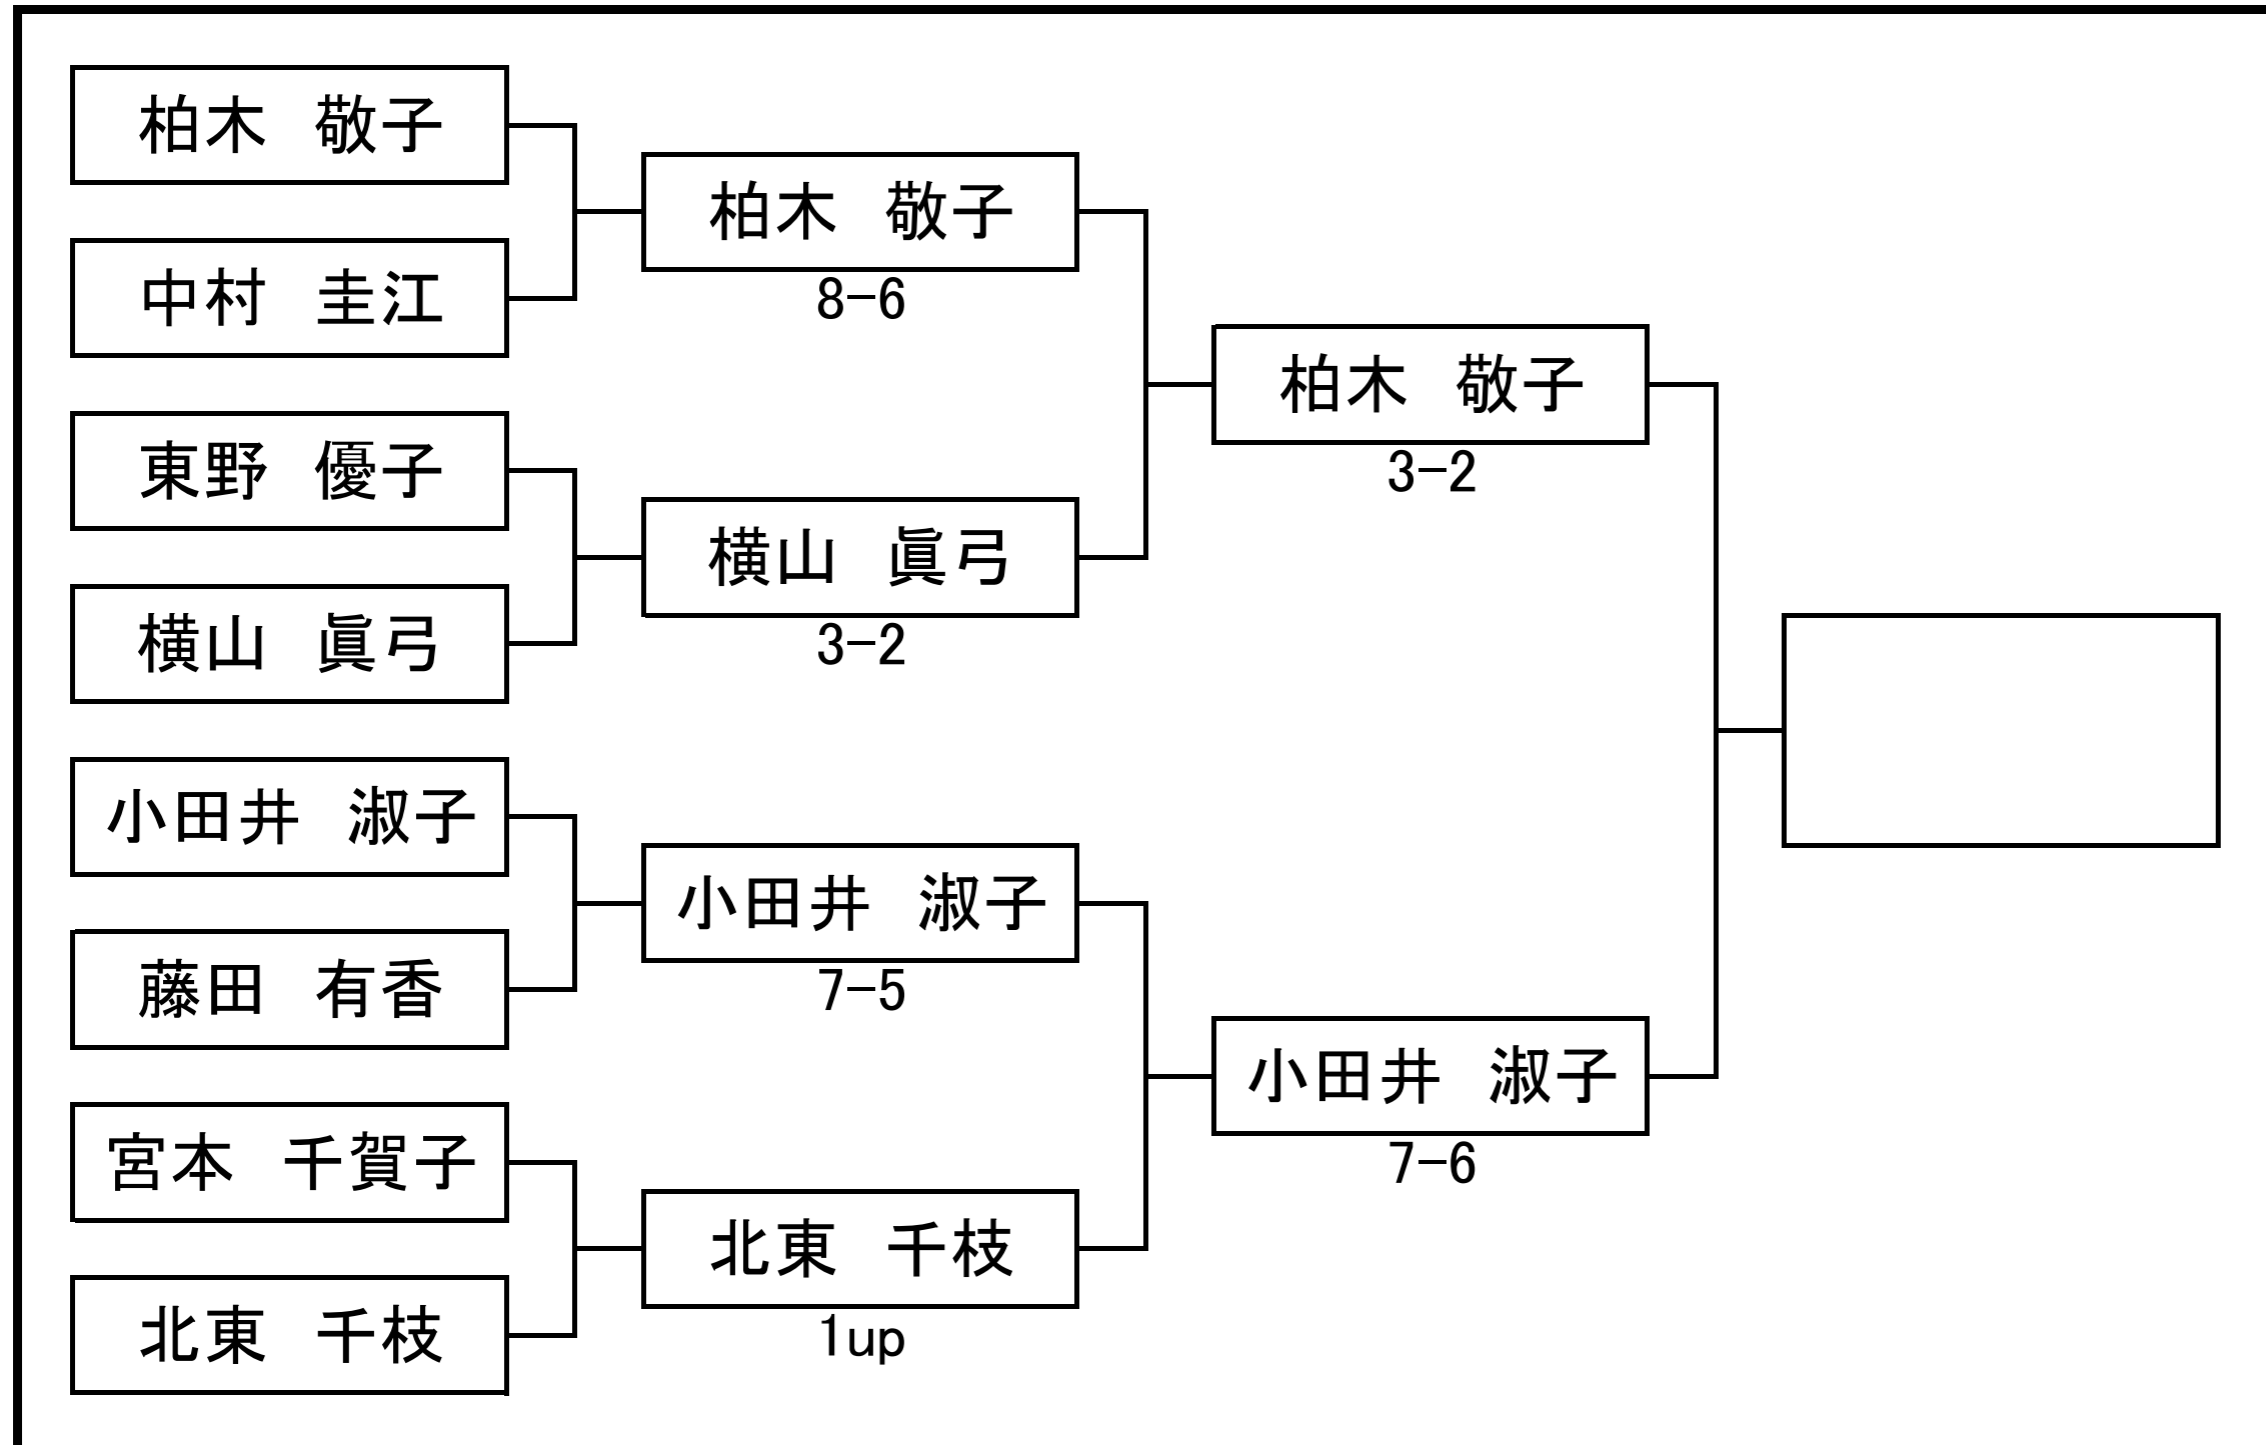 柏木 敬子
中村 圭江
東野 優子
横山 眞弓
小田井 淑子
藤田 有香
宮本 千賀子
北東 千枝
柏木 敬子
8-6
横山 眞弓
3-2
小田井 淑子
7-5
北東 千枝
1up
柏木 敬子
3-2
小田井 淑子
7-6